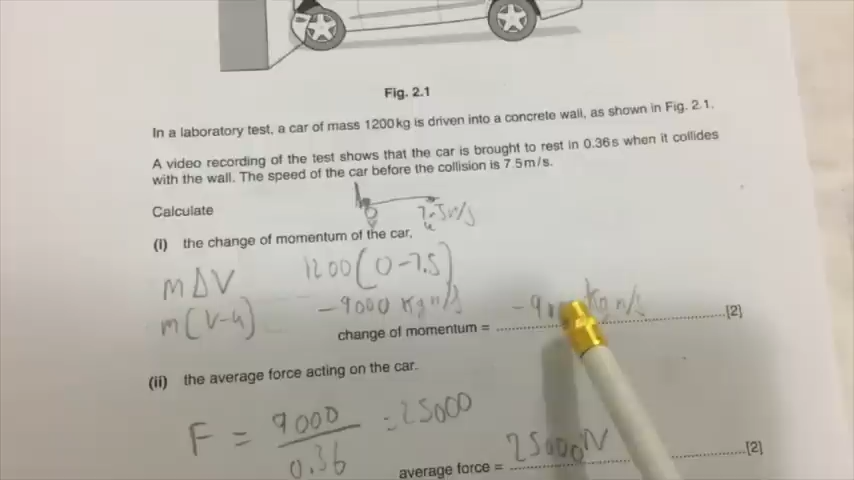 Fig. 2.1
In a laboratory test, a car of mass 1200 kg is driven into a concrete wall, as shown in Fig. 2.1.
A video recording of the test shows that the car is brought to rest in 0.36 s when it collides
with the wall. The speed of the car before the collision is 7.5 m/s.
Calculate
7.5 m/s
u
(i) the change of momentum of the car,
mΔV 1200(0-7.5)
m(v-u) -9000 kg m/s
change of momentum = -9 kg m/s [2]
(ii) the average force acting on the car.
F = 9000/0.36 = 25000
average force = 25000N [2]